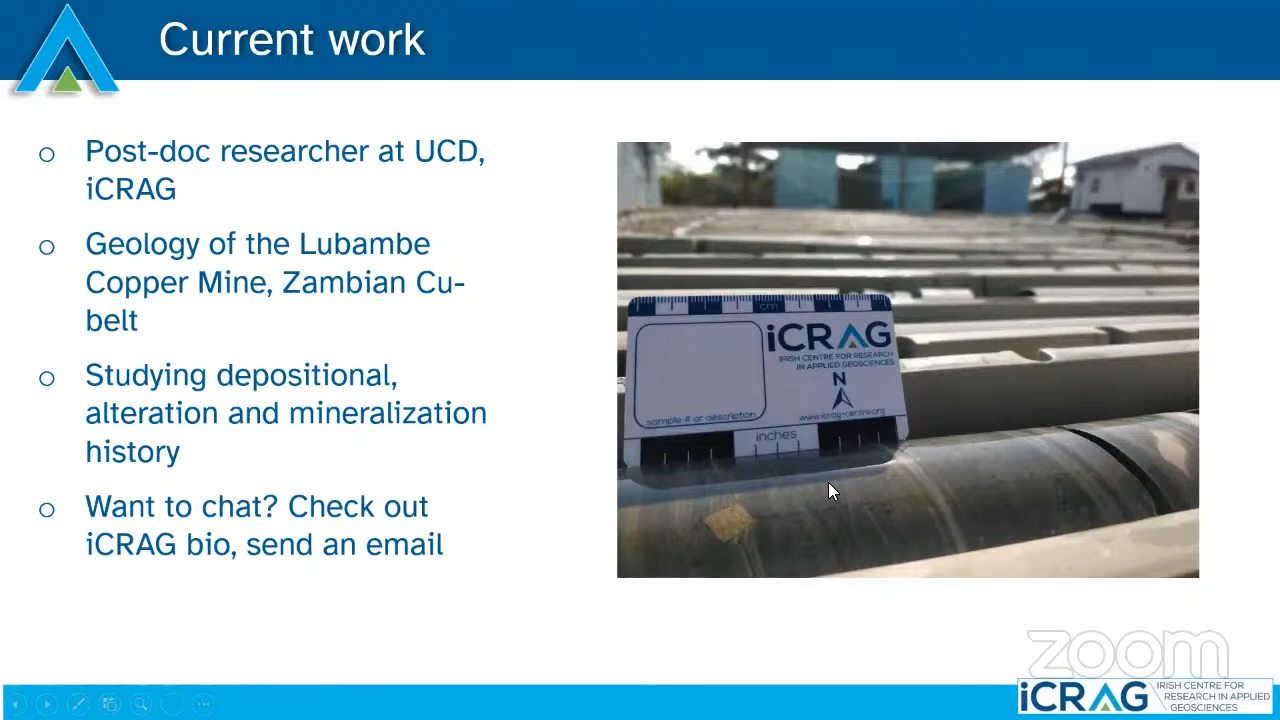 Current work
Post-doc researcher at UCD,
iCRAG
Geology of the Lubambe
Copper Mine, Zambian Cu-
belt
Studying depositional,
alteration and mineralization
history
Want to chat? Check out
iCRAG bio, send an email
cm
iCRAG
IRISH CENTRE FOR RESEARCH
IN APPLIED GEOSCIENCES
N
sample # or description
www.icrag-centre.org
inches
zoom
iCRAG
IRISH CENTRE FOR
RESEARCH IN APPLIED
GEOSCIENCES